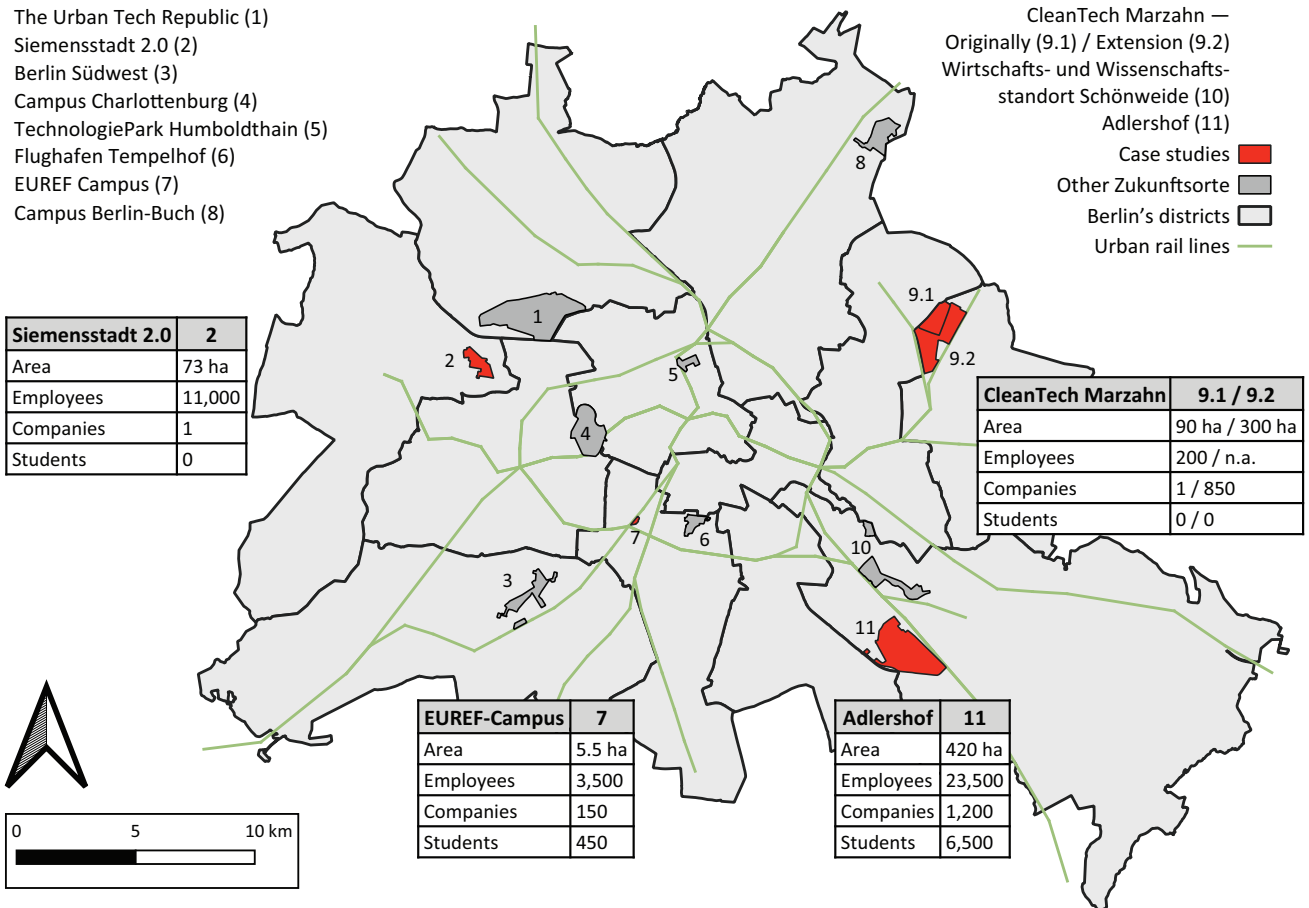 The Urban Tech Republic (1)
Siemensstadt 2.0 (2)
Berlin Südwest (3)
Campus Charlottenburg (4)
TechnologiePark Humboldthain (5)
Flughafen Tempelhof (6)
EUREF Campus (7)
Campus Berlin-Buch (8)
CleanTech Marzahn —
Originally (9.1) / Extension (9.2)
Wirtschafts- und Wissenschafts-
standort Schönweide (10)
Adlershof (11)
Case studies
Other Zukunftsorte
Berlin's districts
Urban rail lines
8
9.1
1
2
9.2
5
4
Siemensstadt 2.0 2
Area 73 ha
Employees 11,000
Companies 1
Students 0
CleanTech Marzahn 9.1 / 9.2
Area 90 ha / 300 ha
Employees 200 / n.a.
Companies 1 / 850
Students 0 / 0
7
6
10
3
11
EUREF-Campus 7
Area 5.5 ha
Employees 3,500
Companies 150
Students 450
Adlershof 11
Area 420 ha
Employees 23,500
Companies 1,200
Students 6,500
0 5 10 km